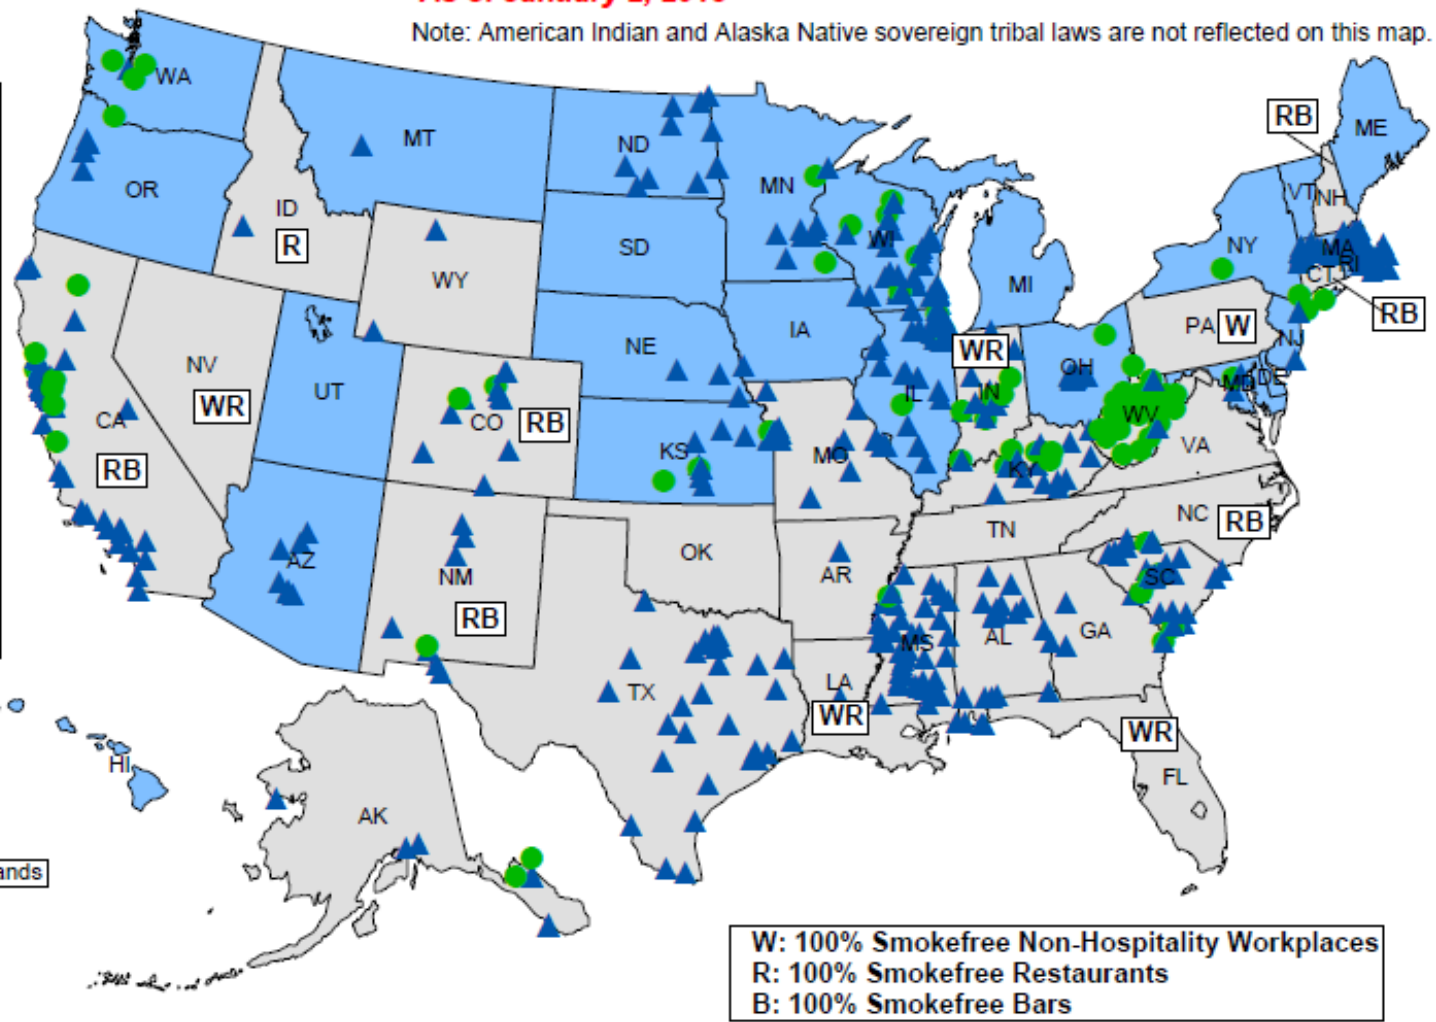 Note: American Indian and Alaska Native sovereign tribal laws are not reflected on this map.
WA
MT
ND
MN
ME
RB
OR
ID
R
SD
WI
VT
NH
NY
MA
RI
CT
RB
WY
MI
IA
PA W
NE
NV
WR
UT
WR
OH
NJ
IL
IN
MD
DE
CA
RB
CO
RB
KS
MO
WV
VA
KY
AZ
NM
RB
OK
AR
TN
NC
RB
SC
MS
AL
GA
TX
LA
WR
WR
FL
HI
AK
ands
W: 100% Smokefree Non-Hospitality Workplaces
R: 100% Smokefree Restaurants
B: 100% Smokefree Bars